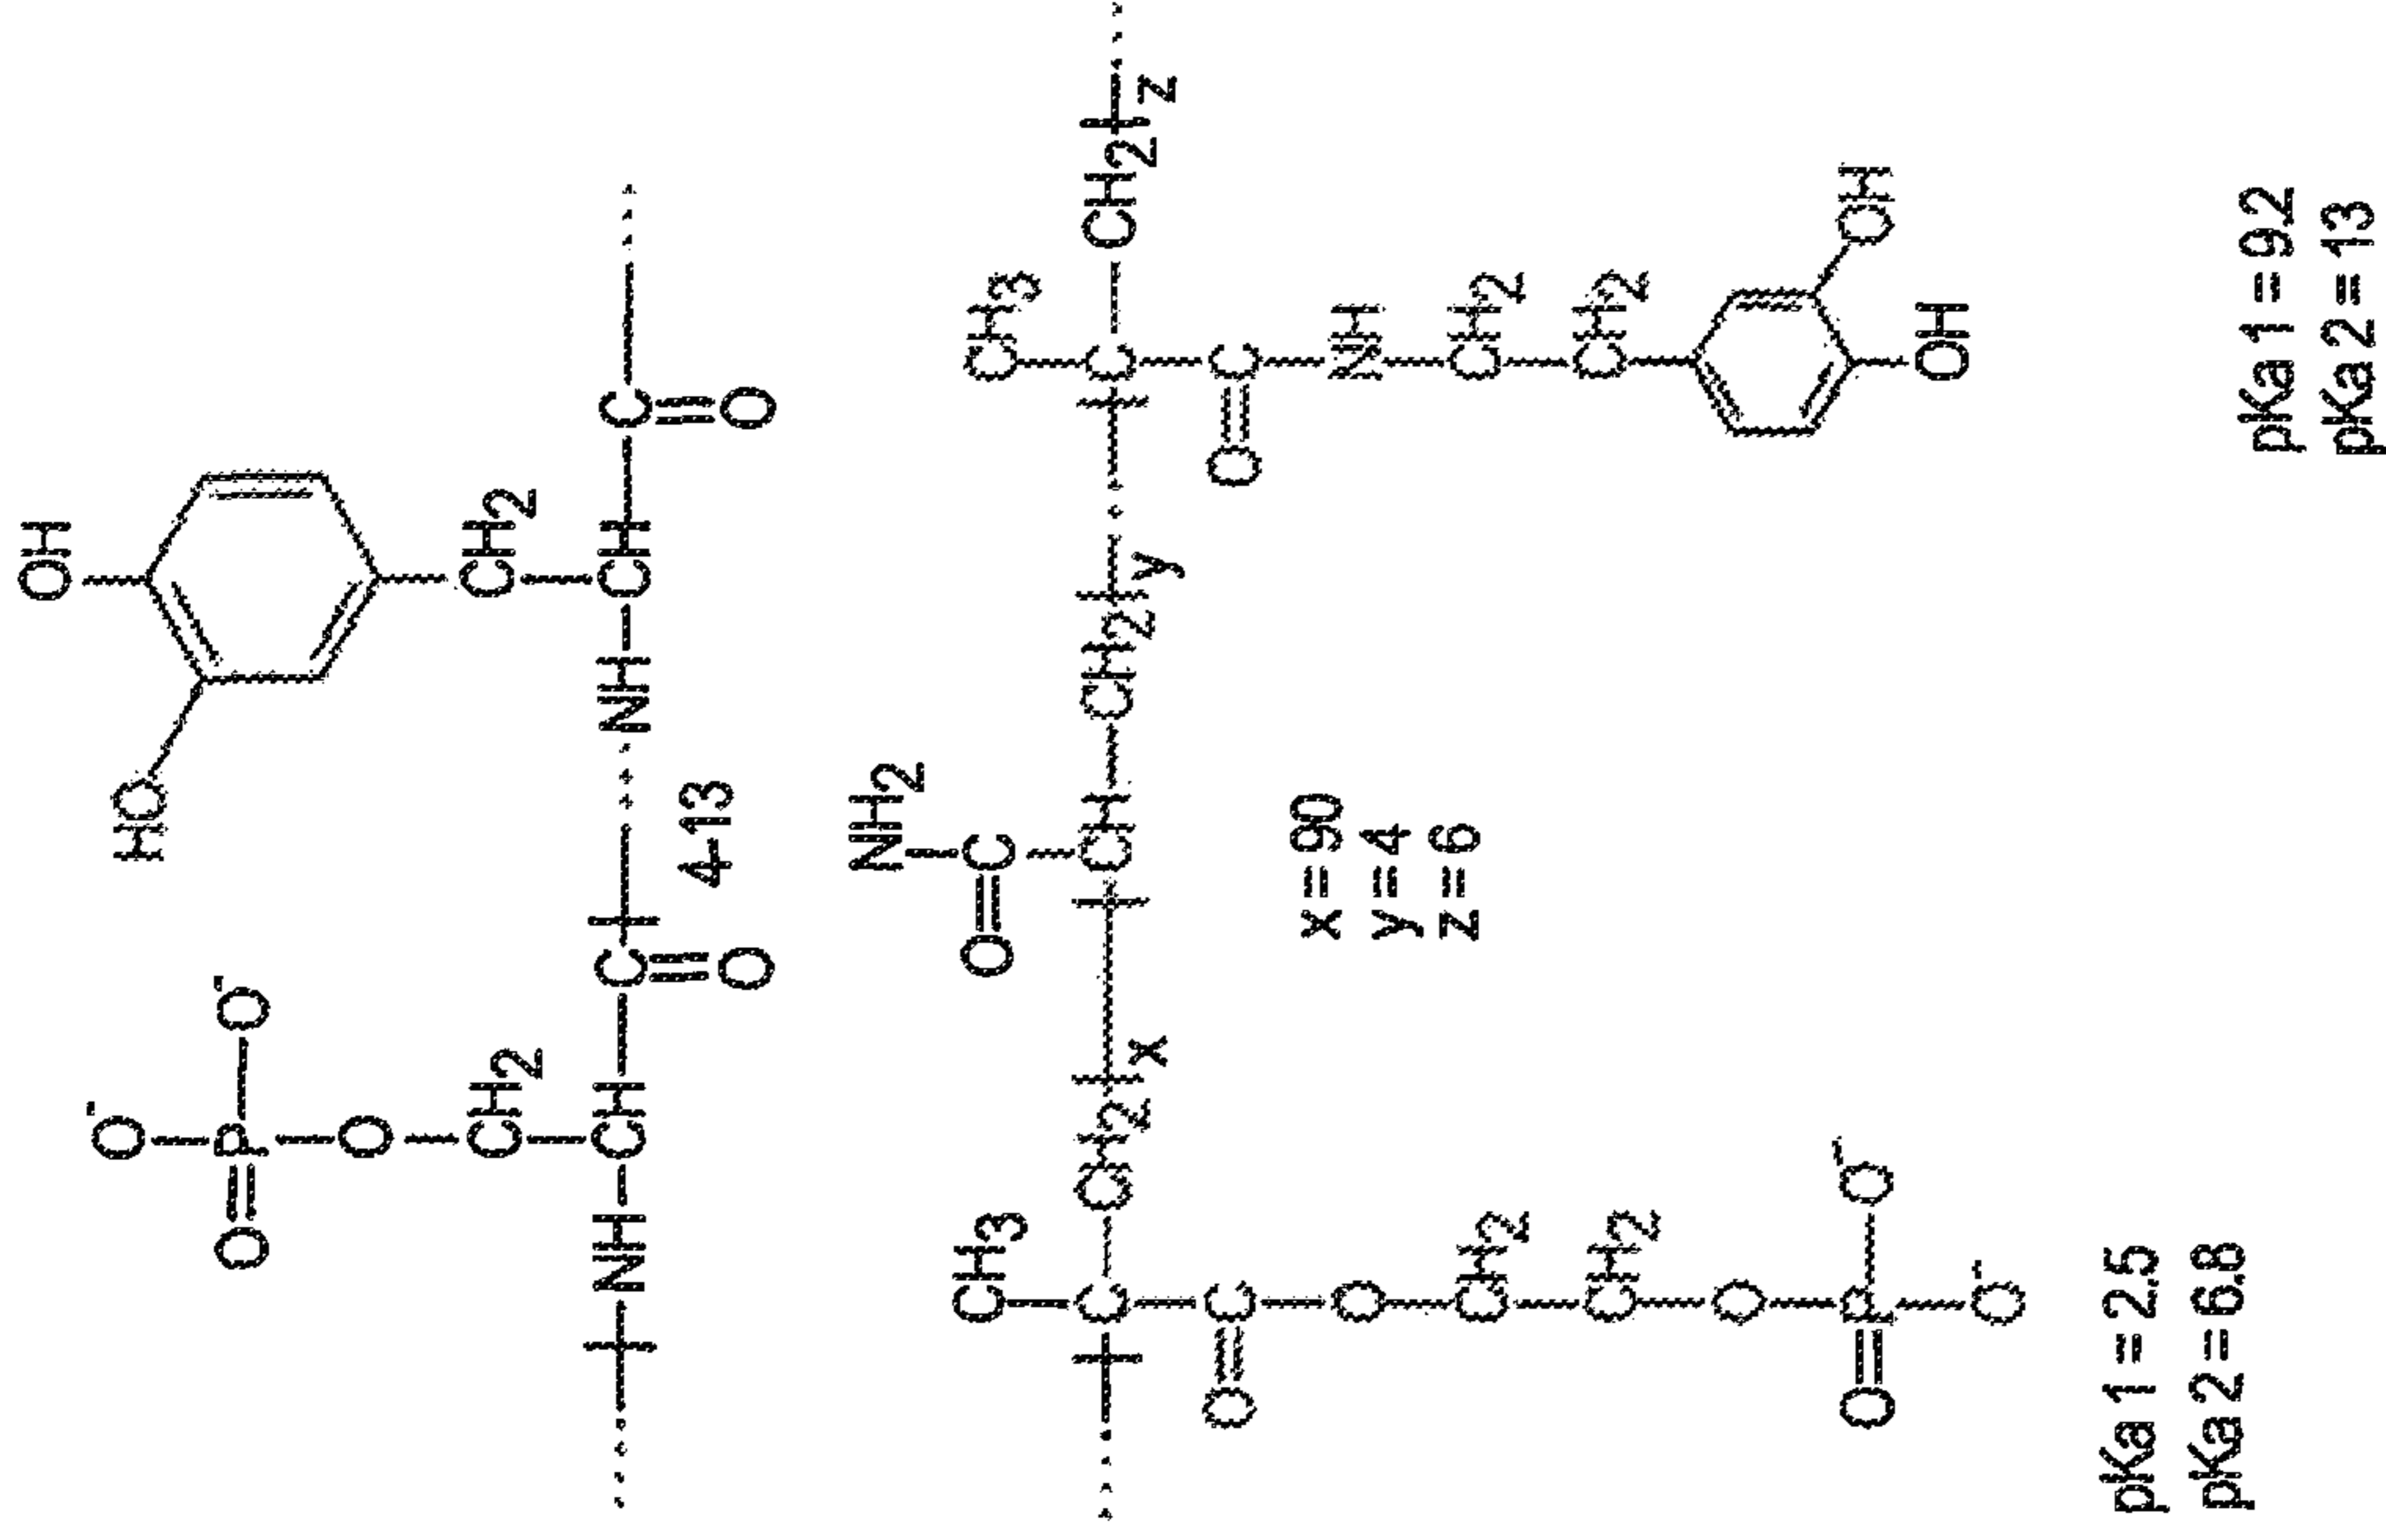 OH
O-
HO
O P O-
O
CH2 CH2
NH CH C NH CH C
4-13
O O
NH2
CH3 O C CH3
C CH2 x CH CH2 y C CH2 z
O C O C
O NH
x=90
y=4
z=6
CH2 CH2
CH2 CH2
O
O P O- OH
OH
O-
pKa 1 = 2.5
pKa 2 = 6.8
pKa 1 = 92
pKa 2 = 13